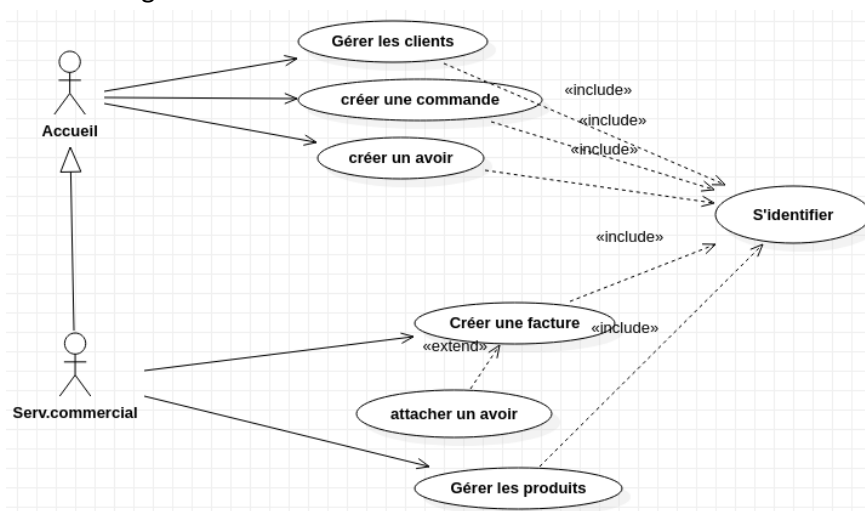 Gérer les clients
«include»
créer une commande
«include»
Accueil
«include»
créer un avoir
S'identifier
«include»
Créer une facture
«include»
«extend»
Serv.commercial
attacher un avoir
Gérer les produits